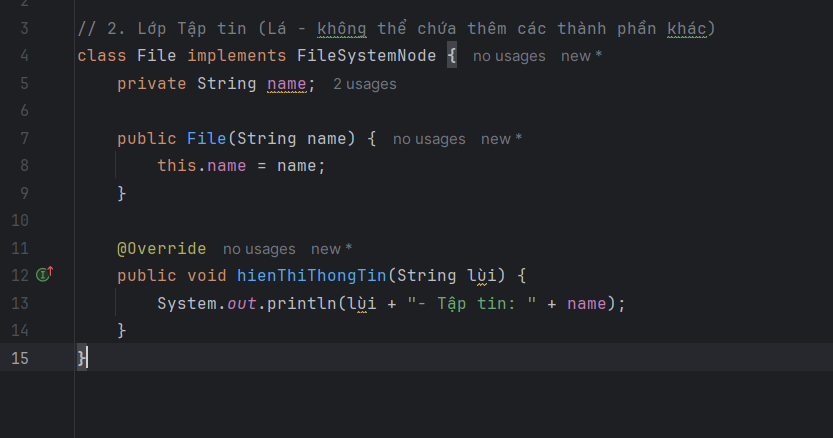 2
3 // 2. Lớp Tập tin (Lá - không thể chứa thêm các thành phần khác)
4 class File implements FileSystemNode { no usages new *
5 private String name; 2 usages
6
7 public File(String name) { no usages new *
8 this.name = name;
9 }
10
11 @Override no usages new *
12 public void hienThiThongTin(String lùi) {
13 System.out.println(lùi + "- Tập tin: " + name);
14 }
15 }